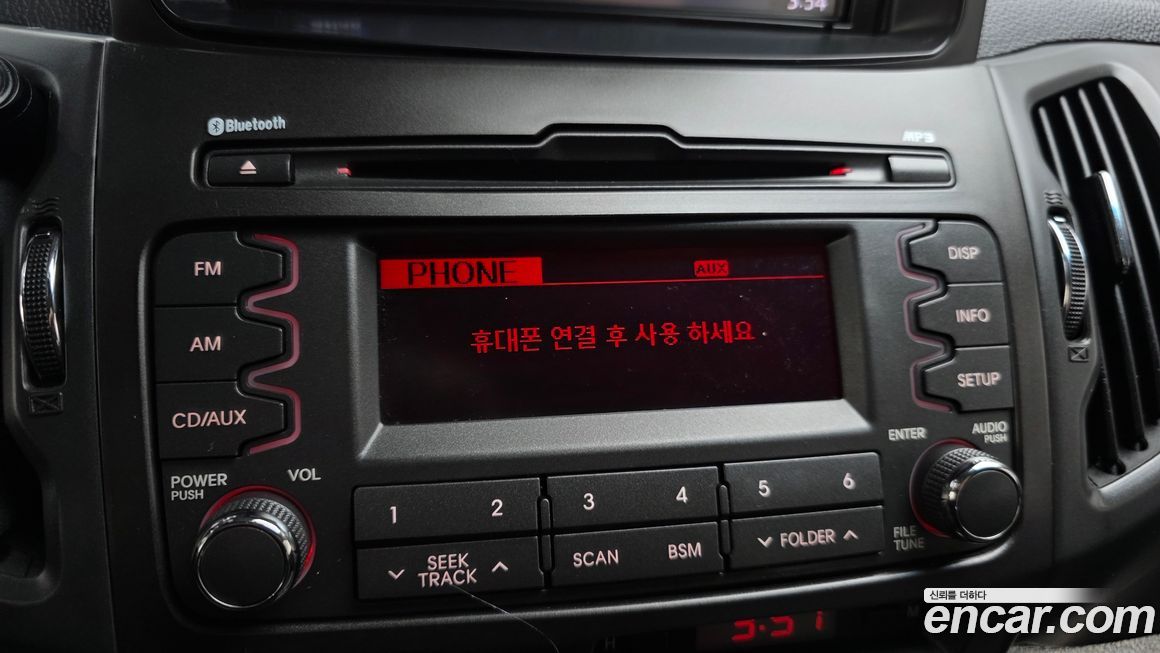 3:54
Bluetooth
MP3
FM
AM
CD/AUX
PHONE
AUX
휴대폰 연결 후 사용 하세요
DISP
INFO
SETUP
POWER
PUSH
VOL
ENTER
AUDIO
PUSH
1 2 3 4 5 6
SEEK
TRACK
SCAN
BSM
FOLDER
FILE
TUNE
신뢰를 더하다
encar.com
H
M